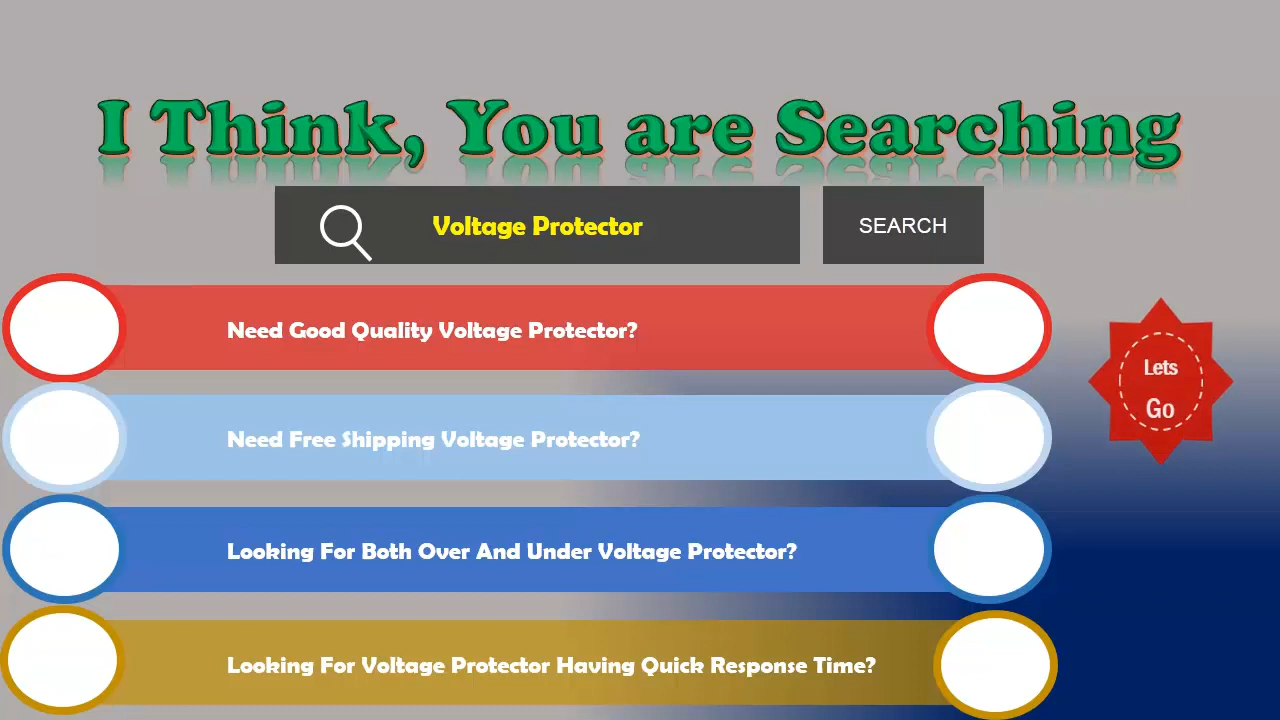 I Think, You are Searching
Voltage Protector
SEARCH
Need Good Quality Voltage Protector?
Need Free Shipping Voltage Protector?
Lets
Go
Looking For Both Over And Under Voltage Protector?
Looking For Voltage Protector Having Quick Response Time?